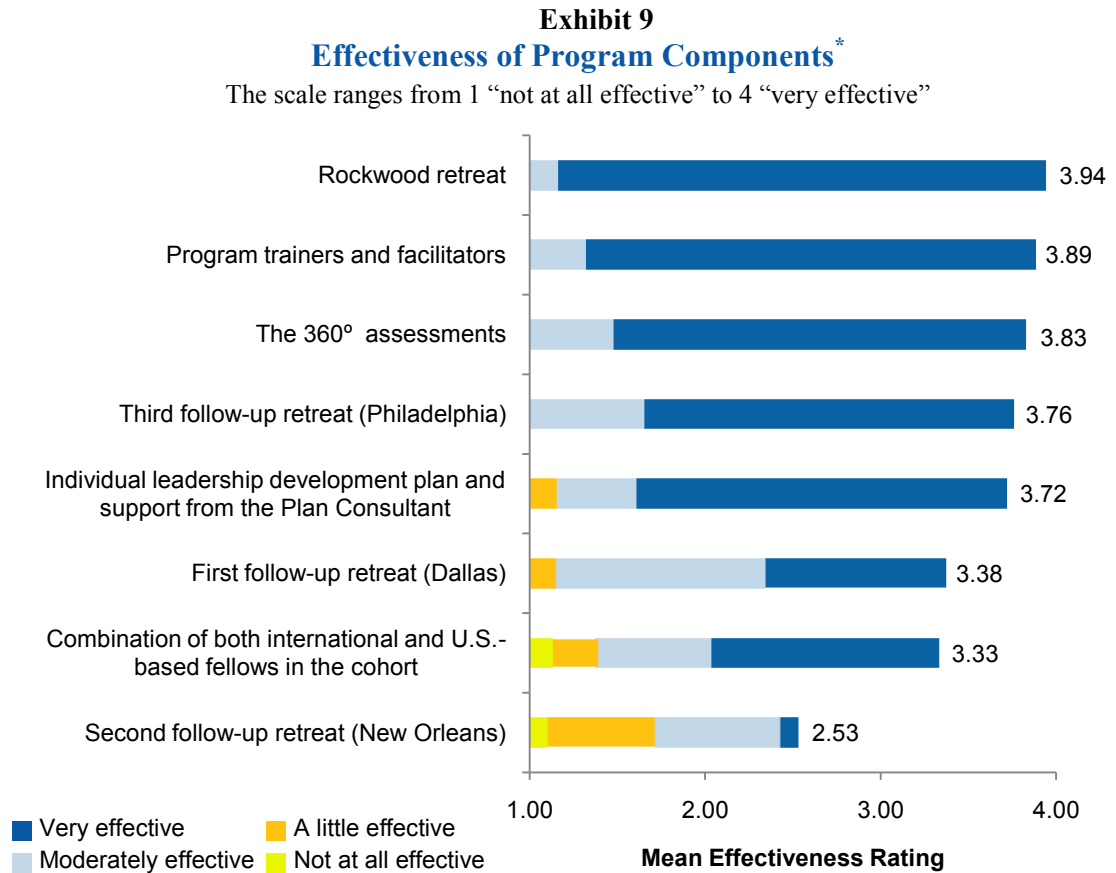 Exhibit 9
Effectiveness of Program Components*
The scale ranges from 1 “not at all effective” to 4 “very effective”
Rockwood retreat
3.94
Program trainers and facilitators
3.89
The 360º assessments
3.83
Third follow-up retreat (Philadelphia)
3.76
Individual leadership development plan and
support from the Plan Consultant
3.72
First follow-up retreat (Dallas)
3.38
Combination of both international and U.S.-
based fellows in the cohort
3.33
Second follow-up retreat (New Orleans)
2.53
1.00 2.00 3.00 4.00
Very effective A little effective
Moderately effective Not at all effective
Mean Effectiveness Rating